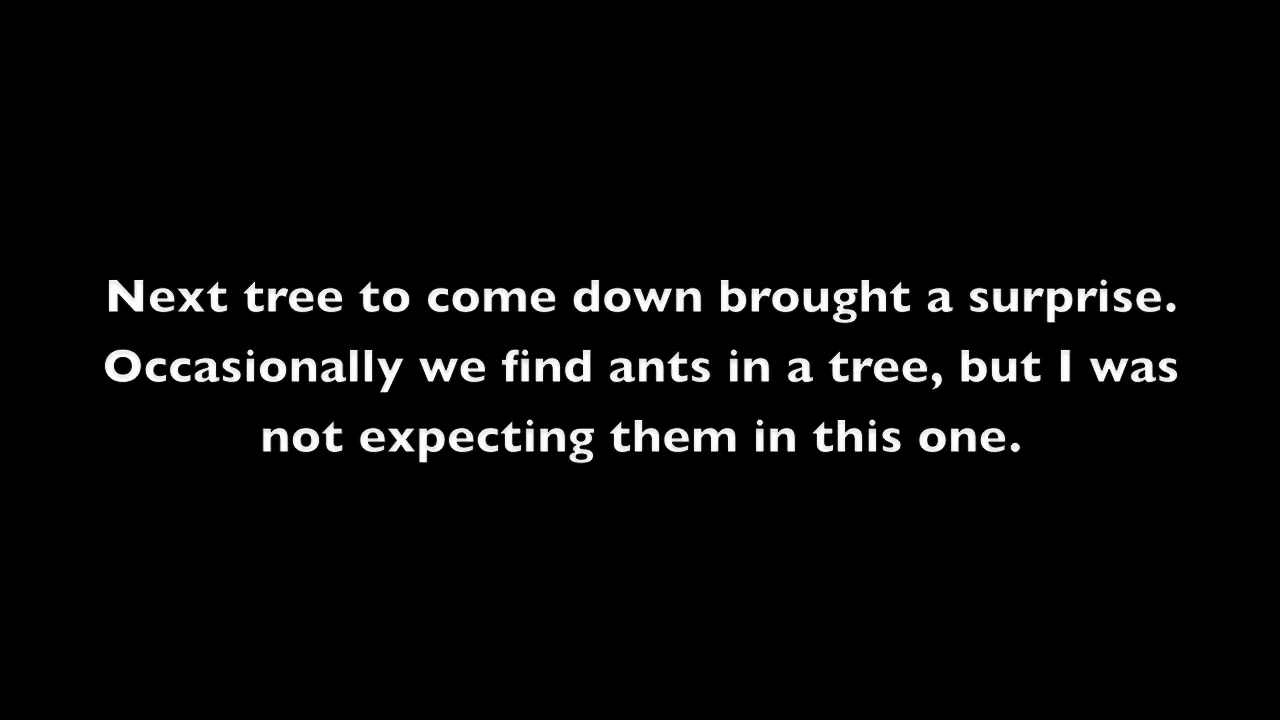 Next tree to come down brought a surprise.
Occasionally we find ants in a tree, but I was
not expecting them in this one.